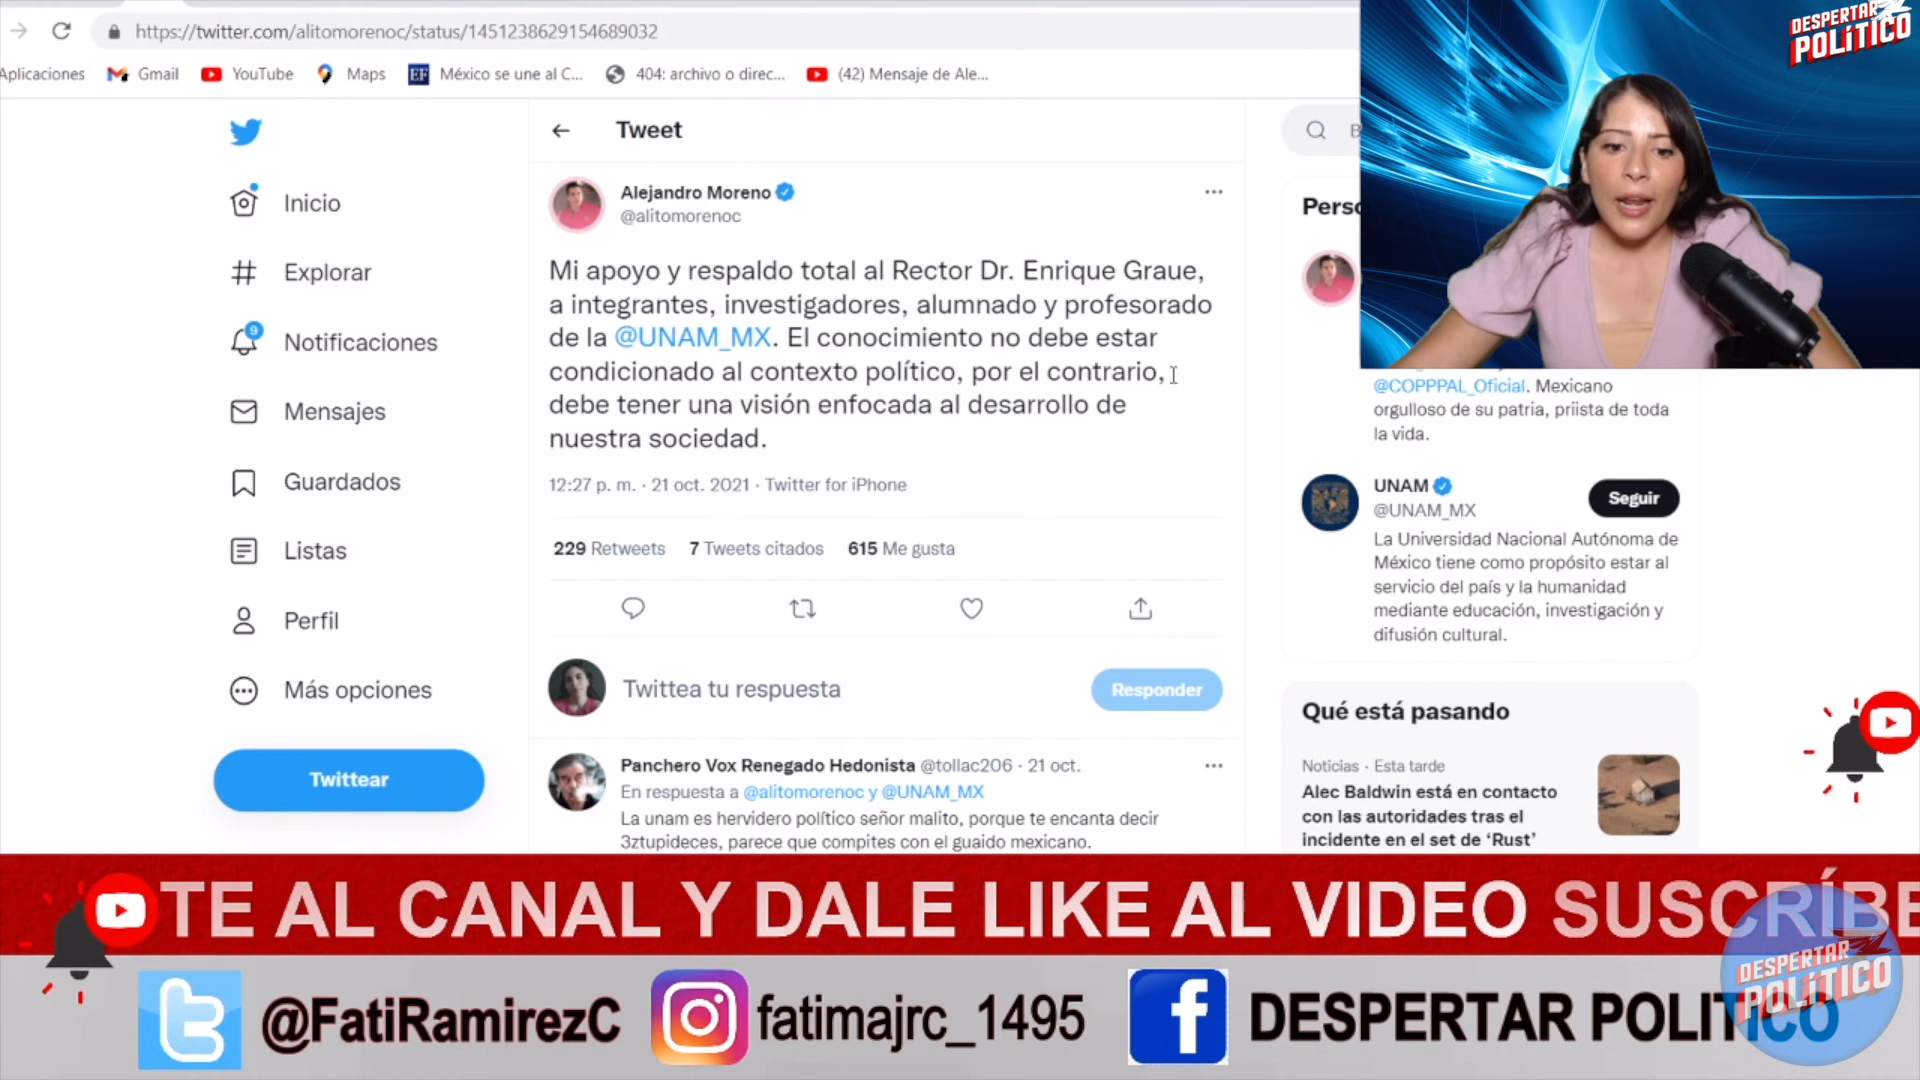 https://twitter.com/alitomorenoc/status/1451238629154689032
Aplicaciones
Gmail
YouTube
Maps
EF
México se une al C...
404: archivo o direc...
(42) Mensaje de Ale...
DESPERTAR
POLÍTICO
Inicio
Explorar
9
Notificaciones
Mensajes
Guardados
Listas
Perfil
Más opciones
Twittear
Tweet
Alejandro Moreno
@alitomorenoc
Mi apoyo y respaldo total al Rector Dr. Enrique Graue,
a integrantes, investigadores, alumnado y profesorado
de la @UNAM_MX. El conocimiento no debe estar
condicionado al contexto político, por el contrario,
debe tener una visión enfocada al desarrollo de
nuestra sociedad.
12:27 p. m. · 21 oct. 2021 · Twitter for iPhone
229 Retweets 7 Tweets citados 615 Me gusta
Twittea tu respuesta
Responder
Panchero Vox Renegado Hedonista @tollac206 · 21 oct.
En respuesta a @alitomorenoc y @UNAM_MX
La unam es hervidero político señor malito, porque te encanta decir
3ztupideces, parece que compites con el guaido mexicano.
B
Perso
@COPPPAL_Oficial. Mexicano
orgulloso de su patria, priista de toda
la vida.
UNAM
@UNAM_MX
Seguir
La Universidad Nacional Autónoma de
México tiene como propósito estar al
servicio del país y la humanidad
mediante educación, investigación y
difusión cultural.
Qué está pasando
Noticias · Esta tarde
Alec Baldwin está en contacto
con las autoridades tras el
incidente en el set de ‘Rust’
TE AL CANAL Y DALE LIKE AL VIDEO SUSCRÍBE
@FatiRamirezC
fatimajrc_1495
DESPERTAR POLITICO
DESPERTAR
POLÍTICO